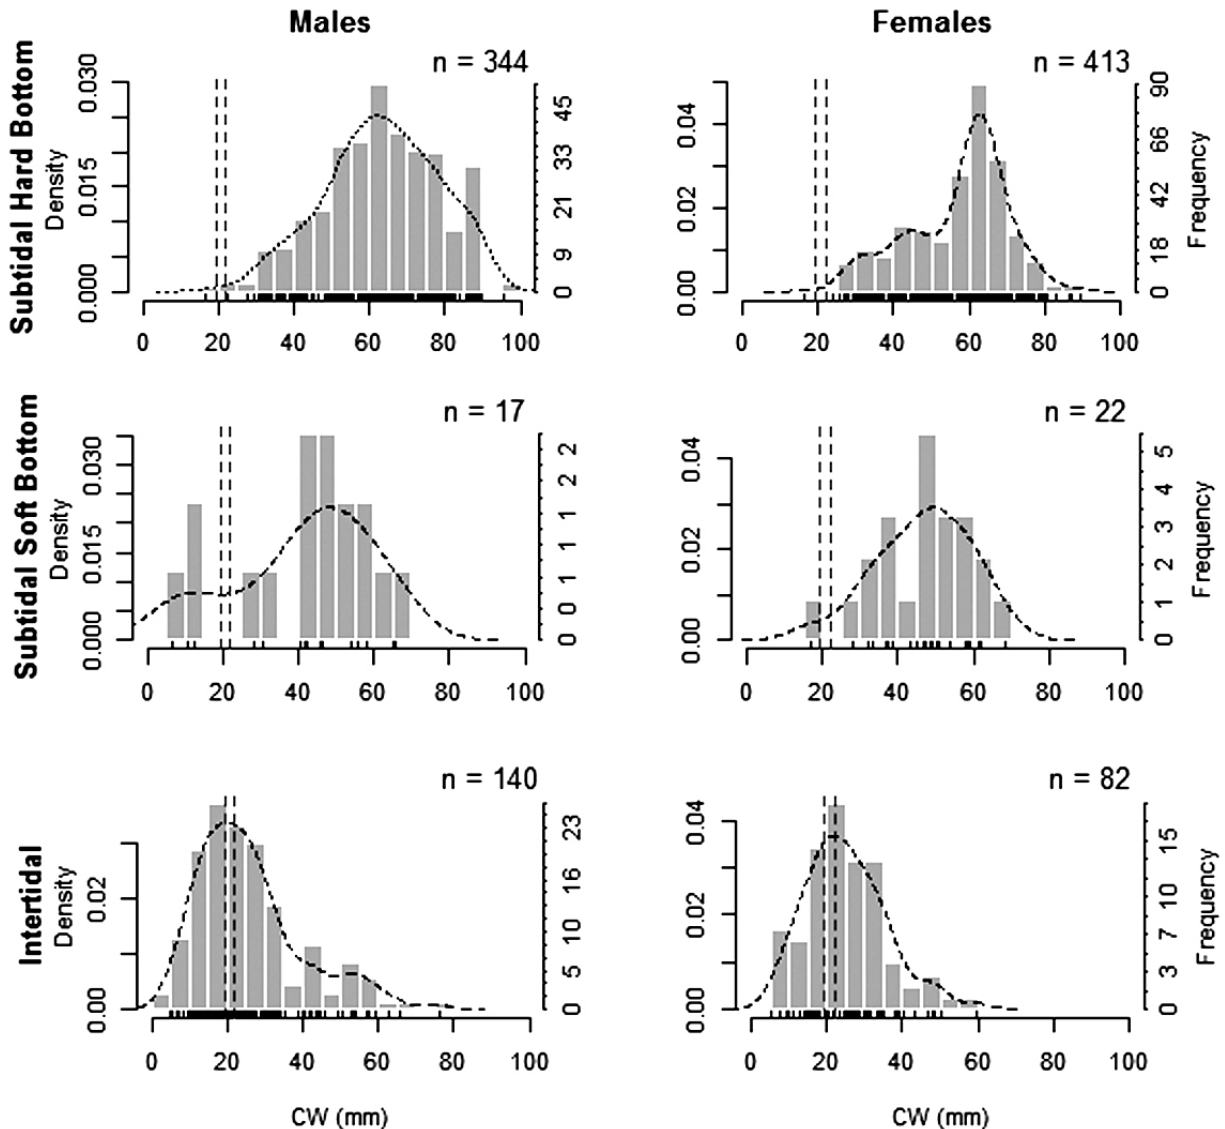 Males
Females
Subtidal Hard Bottom
Density
0.000 0.015 0.030
n = 344
0 9 21 33 45
0 20 40 60 80 100
0.00 0.02 0.04
n = 413
0 18 42 66 90
Frequency
0 20 40 60 80 100
Subtidal Soft Bottom
Density
0.000 0.015 0.030
n = 17
0 0 1 1 1 2 2
0 20 40 60 80 100
0.00 0.02 0.04
n = 22
0 1 2 3 4 5
Frequency
0 20 40 60 80 100
Intertidal
Density
0.00 0.02
n = 140
0 5 10 16 23
0 20 40 60 80 100
CW (mm)
0.00 0.02 0.04
n = 82
0 3 7 10 15
Frequency
0 20 40 60 80 100
CW (mm)